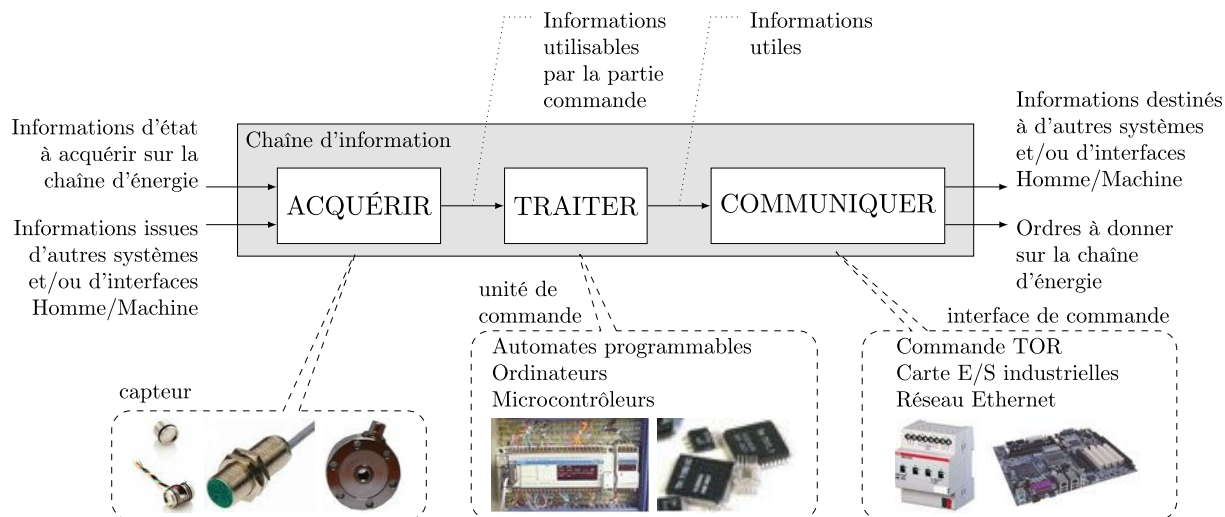 Informations
utilisables
par la partie
commande
Informations
utiles
Informations d'état
à acquérir sur la
chaîne d'énergie
Informations issues
d'autres systèmes
et/ou d'interfaces
Homme/Machine
Chaîne d'information
ACQUÉRIR
TRAITER
COMMUNIQUER
Informations destinés
à d'autres systèmes
et/ou d'interfaces
Homme/Machine
Ordres à donner
sur la chaîne
d'énergie
capteur
unité de
commande
Automates programmables
Ordinateurs
Microcontrôleurs
interface de commande
Commande TOR
Carte E/S industrielles
Réseau Ethernet